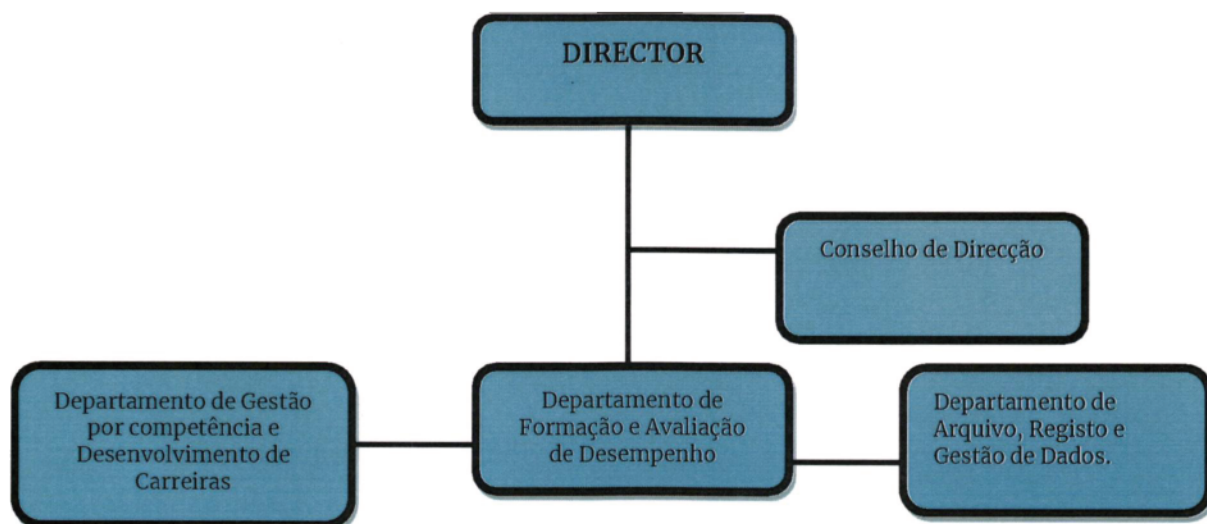 DIRECTOR
Conselho de Direcção
Departamento de Gestão
por competência e
Desenvolvimento de
Carreiras
Departamento de
Formação e Avaliação
de Desempenho
Departamento de
Arquivo, Registo e
Gestão de Dados.